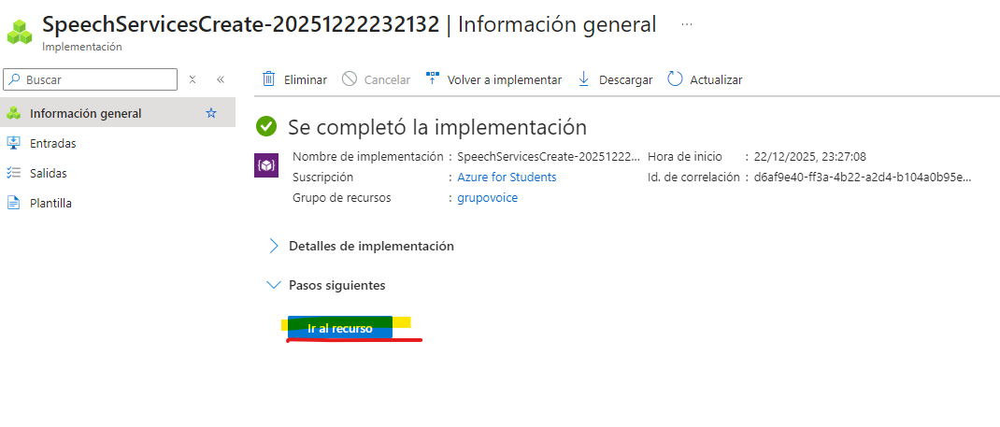 SpeechServicesCreate-20251222232132 | Información general ...
Implementación
Buscar
Eliminar Cancelar Volver a implementar Descargar Actualizar
Información general
Entradas
Salidas
Plantilla
Se completó la implementación
Nombre de implementación : SpeechServicesCreate-20251222... Hora de inicio : 22/12/2025, 23:27:08
Suscripción : Azure for Students Id. de correlación : d6af9e40-ff3a-4b22-a2d4-b104a0b95e...
Grupo de recursos : grupovoice
Detalles de implementación
Pasos siguientes
Ir al recurso